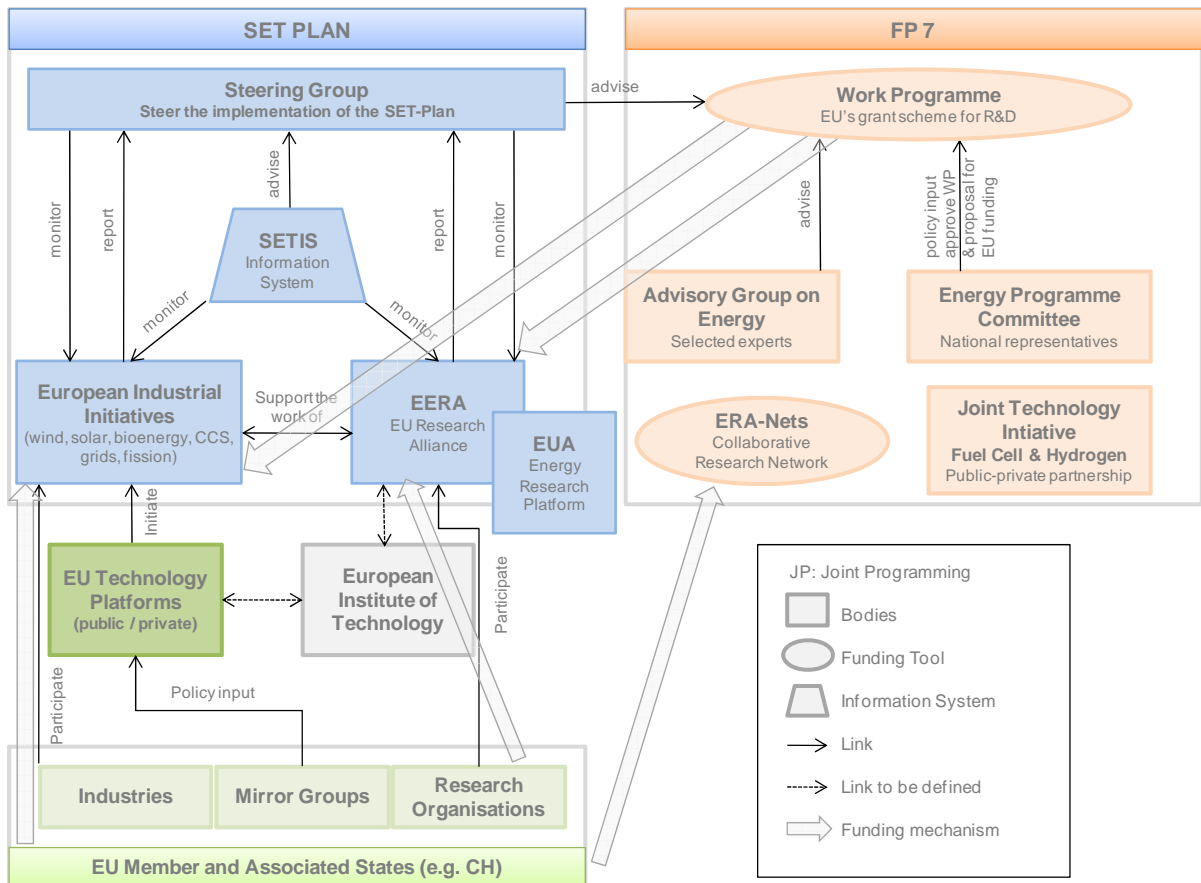 SET PLAN
FP 7
Steering Group
Steer the implementation of the SET-Plan
advise
Work Programme
EU's grant scheme for R&D
monitor
report
advise
report
monitor
advise
policy input
approve WP
& proposal for
EU funding
SETIS
Information
System
monitor
monitor
Advisory Group on
Energy
Selected experts
Energy Programme
Committee
National representatives
European Industrial
Initiatives
(wind, solar, bioenergy, CCS,
grids, fission)
Support the
work of
EERA
EU Research
Alliance
EUA
Energy
Research
Platform
ERA-Nets
Collaborative
Research Network
Joint Technology
Intiative
Fuel Cell & Hydrogen
Public-private partnership
Initiate
EU Technology
Platforms
(public / private)
European
Institute of
Technology
Participate
Participate
Policy input
Industries
Mirror Groups
Research
Organisations
EU Member and Associated States (e.g. CH)
JP: Joint Programming
Bodies
Funding Tool
Information System
Link
Link to be defined
Funding mechanism